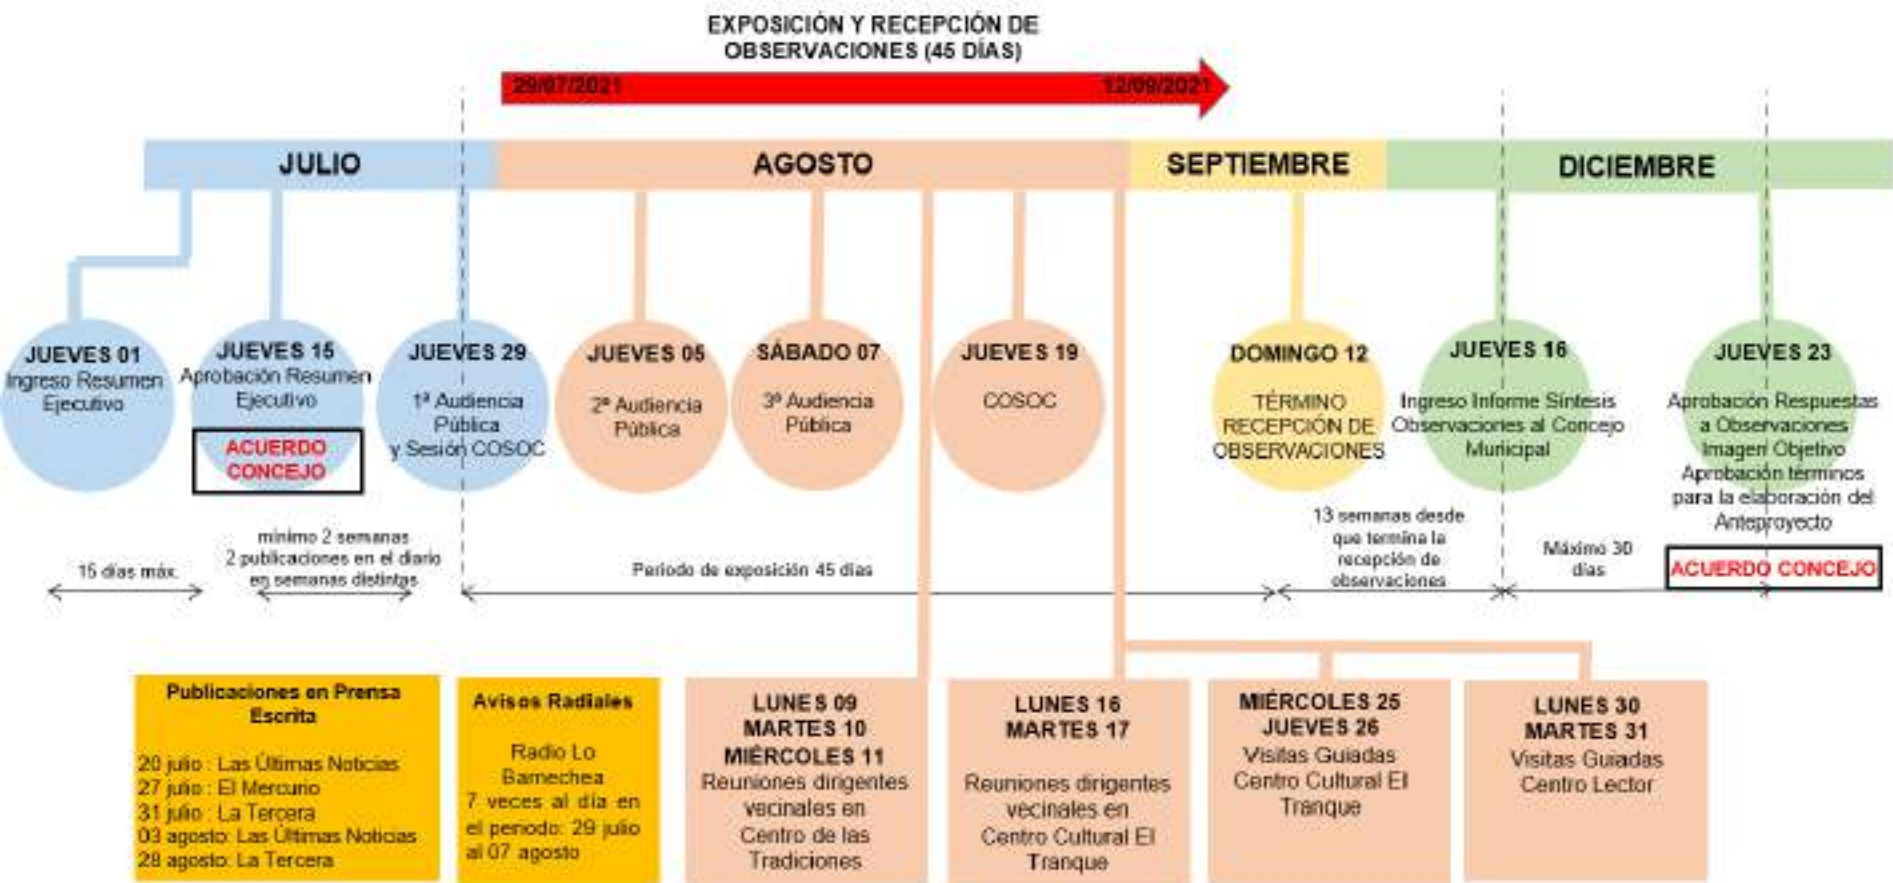 EXPOSICIÓN Y RECEPCIÓN DE
OBSERVACIONES (45 DÍAS)
29/07/2021
12/09/2021
JULIO
AGOSTO
SEPTIEMBRE
DICIEMBRE
JUEVES 01
Ingreso Resumen
Ejecutivo
JUEVES 15
Aprobación Resumen
Ejecutivo
ACUERDO
CONCEJO
JUEVES 29
1ª Audiencia
Pública
y Sesión COSOC
JUEVES 05
2ª Audiencia
Pública
SÁBADO 07
3ª Audiencia
Pública
JUEVES 19
COSOC
DOMINGO 12
TÉRMINO
RECEPCIÓN DE
OBSERVACIONES
JUEVES 16
Ingreso Informe Síntesis
Observaciones al Concejo
Municipal
JUEVES 23
Aprobación Respuestas
a Observaciones
Imagen Objetivo
Aprobación términos
para la elaboración del
Anteproyecto
ACUERDO CONCEJO
15 días máx.
mínimo 2 semanas
2 publicaciones en el diario
en semanas distintas
Periodo de exposición 45 días
13 semanas desde
que termina la
recepción de
observaciones
Máximo 30
días
Publicaciones en Prensa
Escrita
20 julio : Las Últimas Noticias
27 julio : El Mercurio
31 julio : La Tercera
03 agosto: Las Últimas Noticias
28 agosto: La Tercera
Avisos Radiales
Radio Lo
Barnechea
7 veces al día en
el periodo: 29 julio
al 07 agosto
LUNES 09
MARTES 10
MIÉRCOLES 11
Reuniones dirigentes
vecinales en
Centro de las
Tradiciones
LUNES 16
MARTES 17
Reuniones dirigentes
vecinales en
Centro Cultural El
Tranque
MIÉRCOLES 25
JUEVES 26
Visitas Guiadas
Centro Cultural El
Tranque
LUNES 30
MARTES 31
Visitas Guiadas
Centro Lector